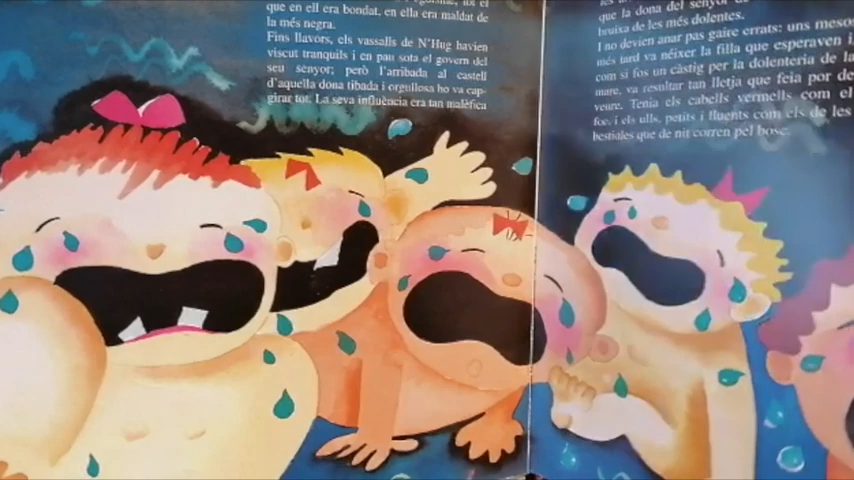 que en ell era bondat, en ella era maldat de
la més negra.
Fins llavors, els vassalls de N'Hug havien
viscut tranquils i en pau sota el govern del
seu senyor; però l'arribada al castell
d'aquella dona tibada i orgullosa ho va cap-
girar tot. La seva influència era tan malèfica
que la dona del senyor de
bruixa de les més dolentes.
I no devien anar pas gaire errats: uns mesos
més tard va néixer la filla que esperaven i,
com si fos un càstig per la dolenteria de la
mare, va resultar tan lletja que feia por de
veure. Tenia els cabells vermells com el
foc, i els ulls, petits i lluents com els de les
bestioles que de nit corren pel bosc.